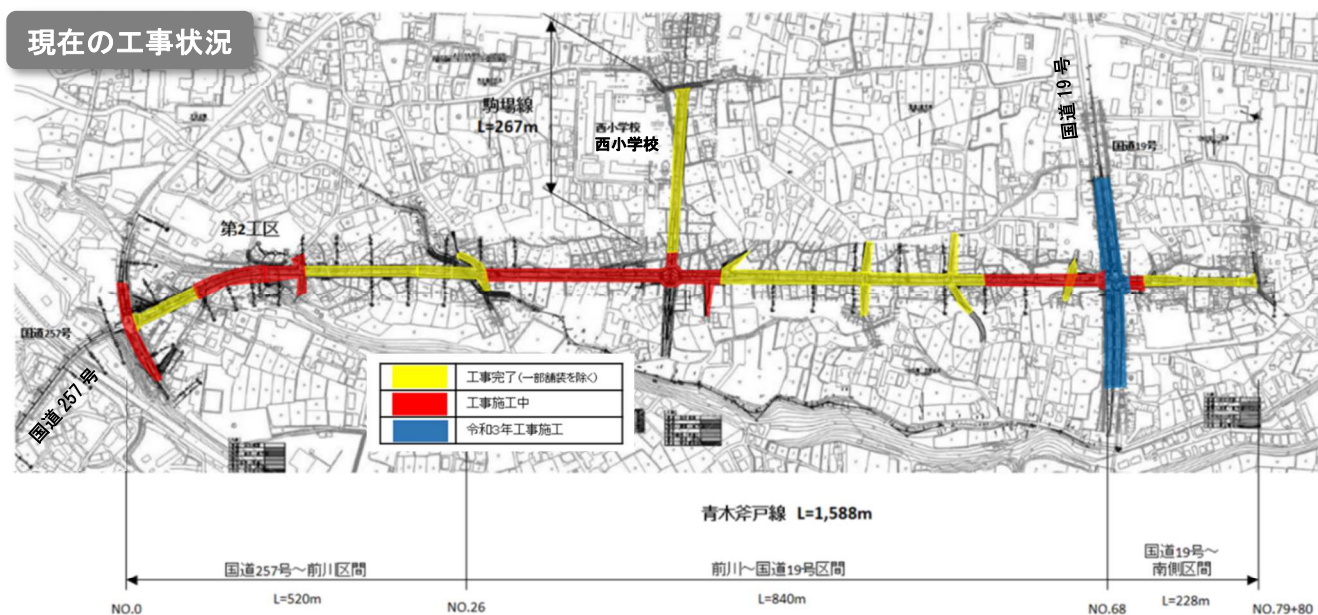 現在の工事状況
駒場線
L=267m
西小学校
西小学校
国道 19 号
国道19号
第2工区
国道257号
国道 257 号
工事完了(一部舗装を除く)
工事施工中
令和3年工事施工
青木斧戸線 L=1,588m
国道257号～前川区間
前川～国道19号区間
国道19号～
南側区間
L=520m
L=840m
L=228m
NO.0
NO.26
NO.68
NO.79+80